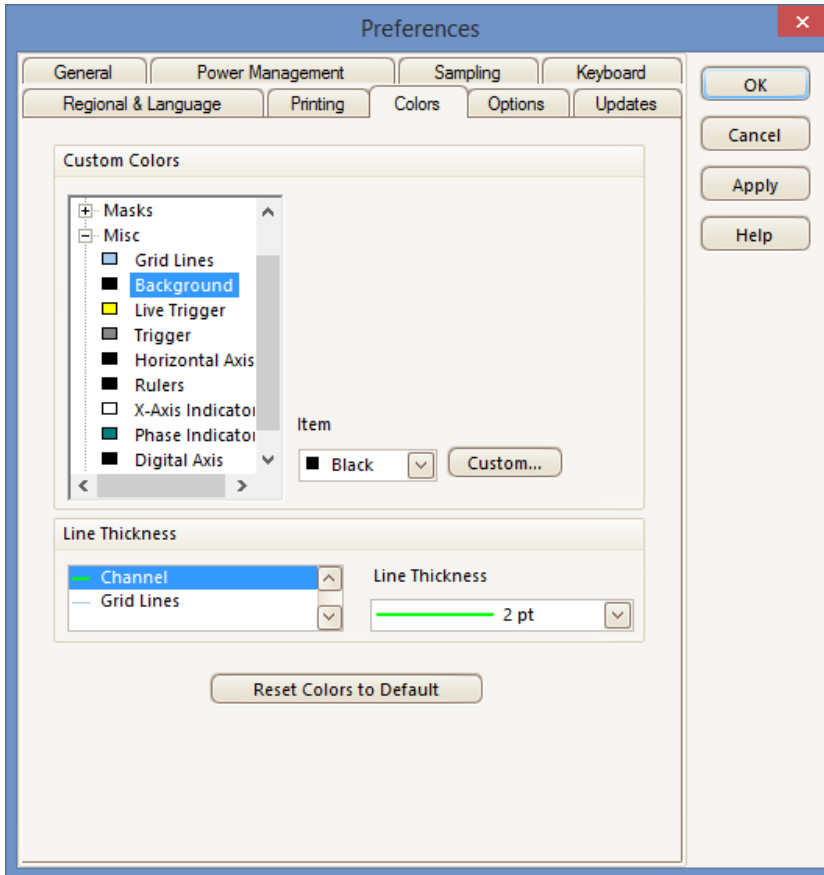 Preferences
General Power Management Sampling Keyboard
Regional & Language Printing Colors Options Updates
OK
Cancel
Apply
Help
Custom Colors
Masks
Misc
Grid Lines
Background
Live Trigger
Trigger
Horizontal Axis
Rulers
X-Axis Indicator
Phase Indicator
Digital Axis
Item
Black Custom...
Line Thickness
Channel
Grid Lines
Line Thickness
2 pt
Reset Colors to Default